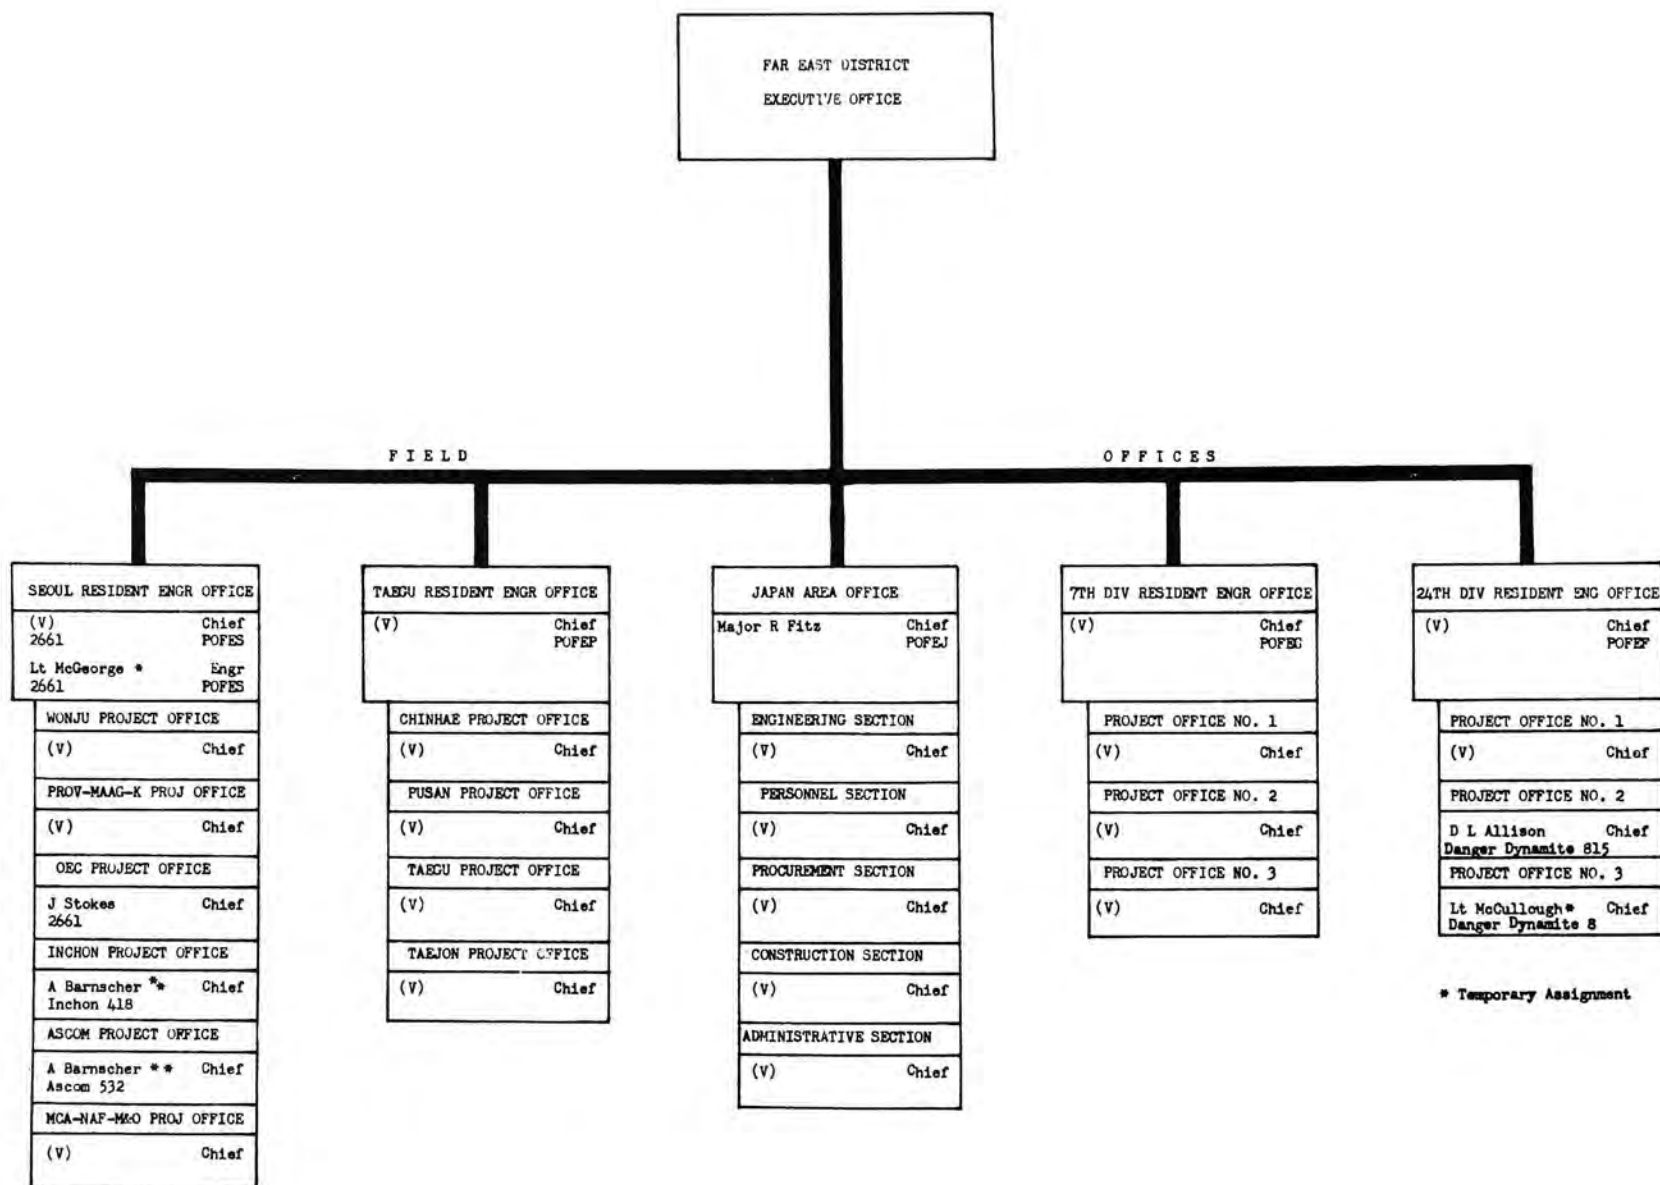 FAR EAST DISTRICT
EXECUTIVE OFFICE
FIELD OFFICES
SEOUL RESIDENT ENGR OFFICE
(V) Chief
2661 POFES
Lt McGeorge * Engr
2661 POFES
WONJU PROJECT OFFICE
(V) Chief
PROV-MAAG-K PROJ OFFICE
(V) Chief
OEC PROJECT OFFICE
J Stokes Chief
2661
INCHON PROJECT OFFICE
A Barnscher ** Chief
Inchon 418
ASCOM PROJECT OFFICE
A Barnscher ** Chief
Ascom 532
MCA-NAF-M&O PROJ OFFICE
(V) Chief
TAEGU RESIDENT ENGR OFFICE
(V) Chief
POFEP
CHINHAE PROJECT OFFICE
(V) Chief
PUSAN PROJECT OFFICE
(V) Chief
TAEGU PROJECT OFFICE
(V) Chief
TAEJON PROJECT OFFICE
(V) Chief
JAPAN AREA OFFICE
Major R Fitz Chief
POFEJ
ENGINEERING SECTION
(V) Chief
PERSONNEL SECTION
(V) Chief
PROCUREMENT SECTION
(V) Chief
CONSTRUCTION SECTION
(V) Chief
ADMINISTRATIVE SECTION
(V) Chief
7TH DIV RESIDENT ENGR OFFICE
(V) Chief
POFEG
PROJECT OFFICE NO. 1
(V) Chief
PROJECT OFFICE NO. 2
(V) Chief
PROJECT OFFICE NO. 3
(V) Chief
24TH DIV RESIDENT ENG OFFICE
(V) Chief
POFEF
PROJECT OFFICE NO. 1
(V) Chief
PROJECT OFFICE NO. 2
D L Allison Chief
Danger Dynamite 815
PROJECT OFFICE NO. 3
Lt McCullough* Chief
Danger Dynamite 8
* Temporary Assignment